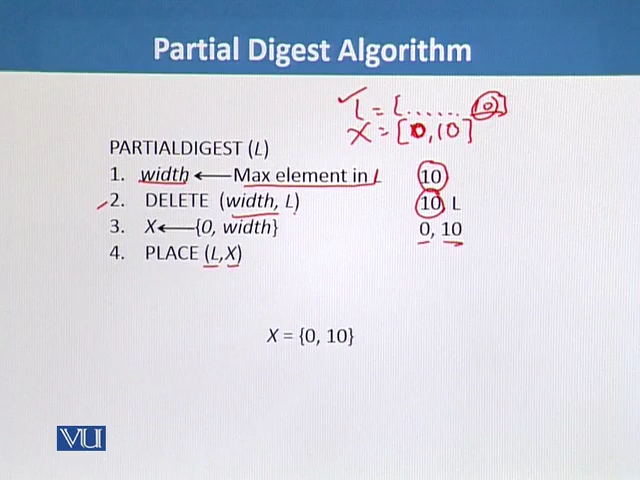 Partial Digest Algorithm
L = [...... 10]
X = [0, 10]
PARTIALDIGEST (L)
1. width ← Max element in L 10
2. DELETE (width, L) 10, L
3. X ← {0, width} 0, 10
4. PLACE (L,X)
X = {0, 10}
VU